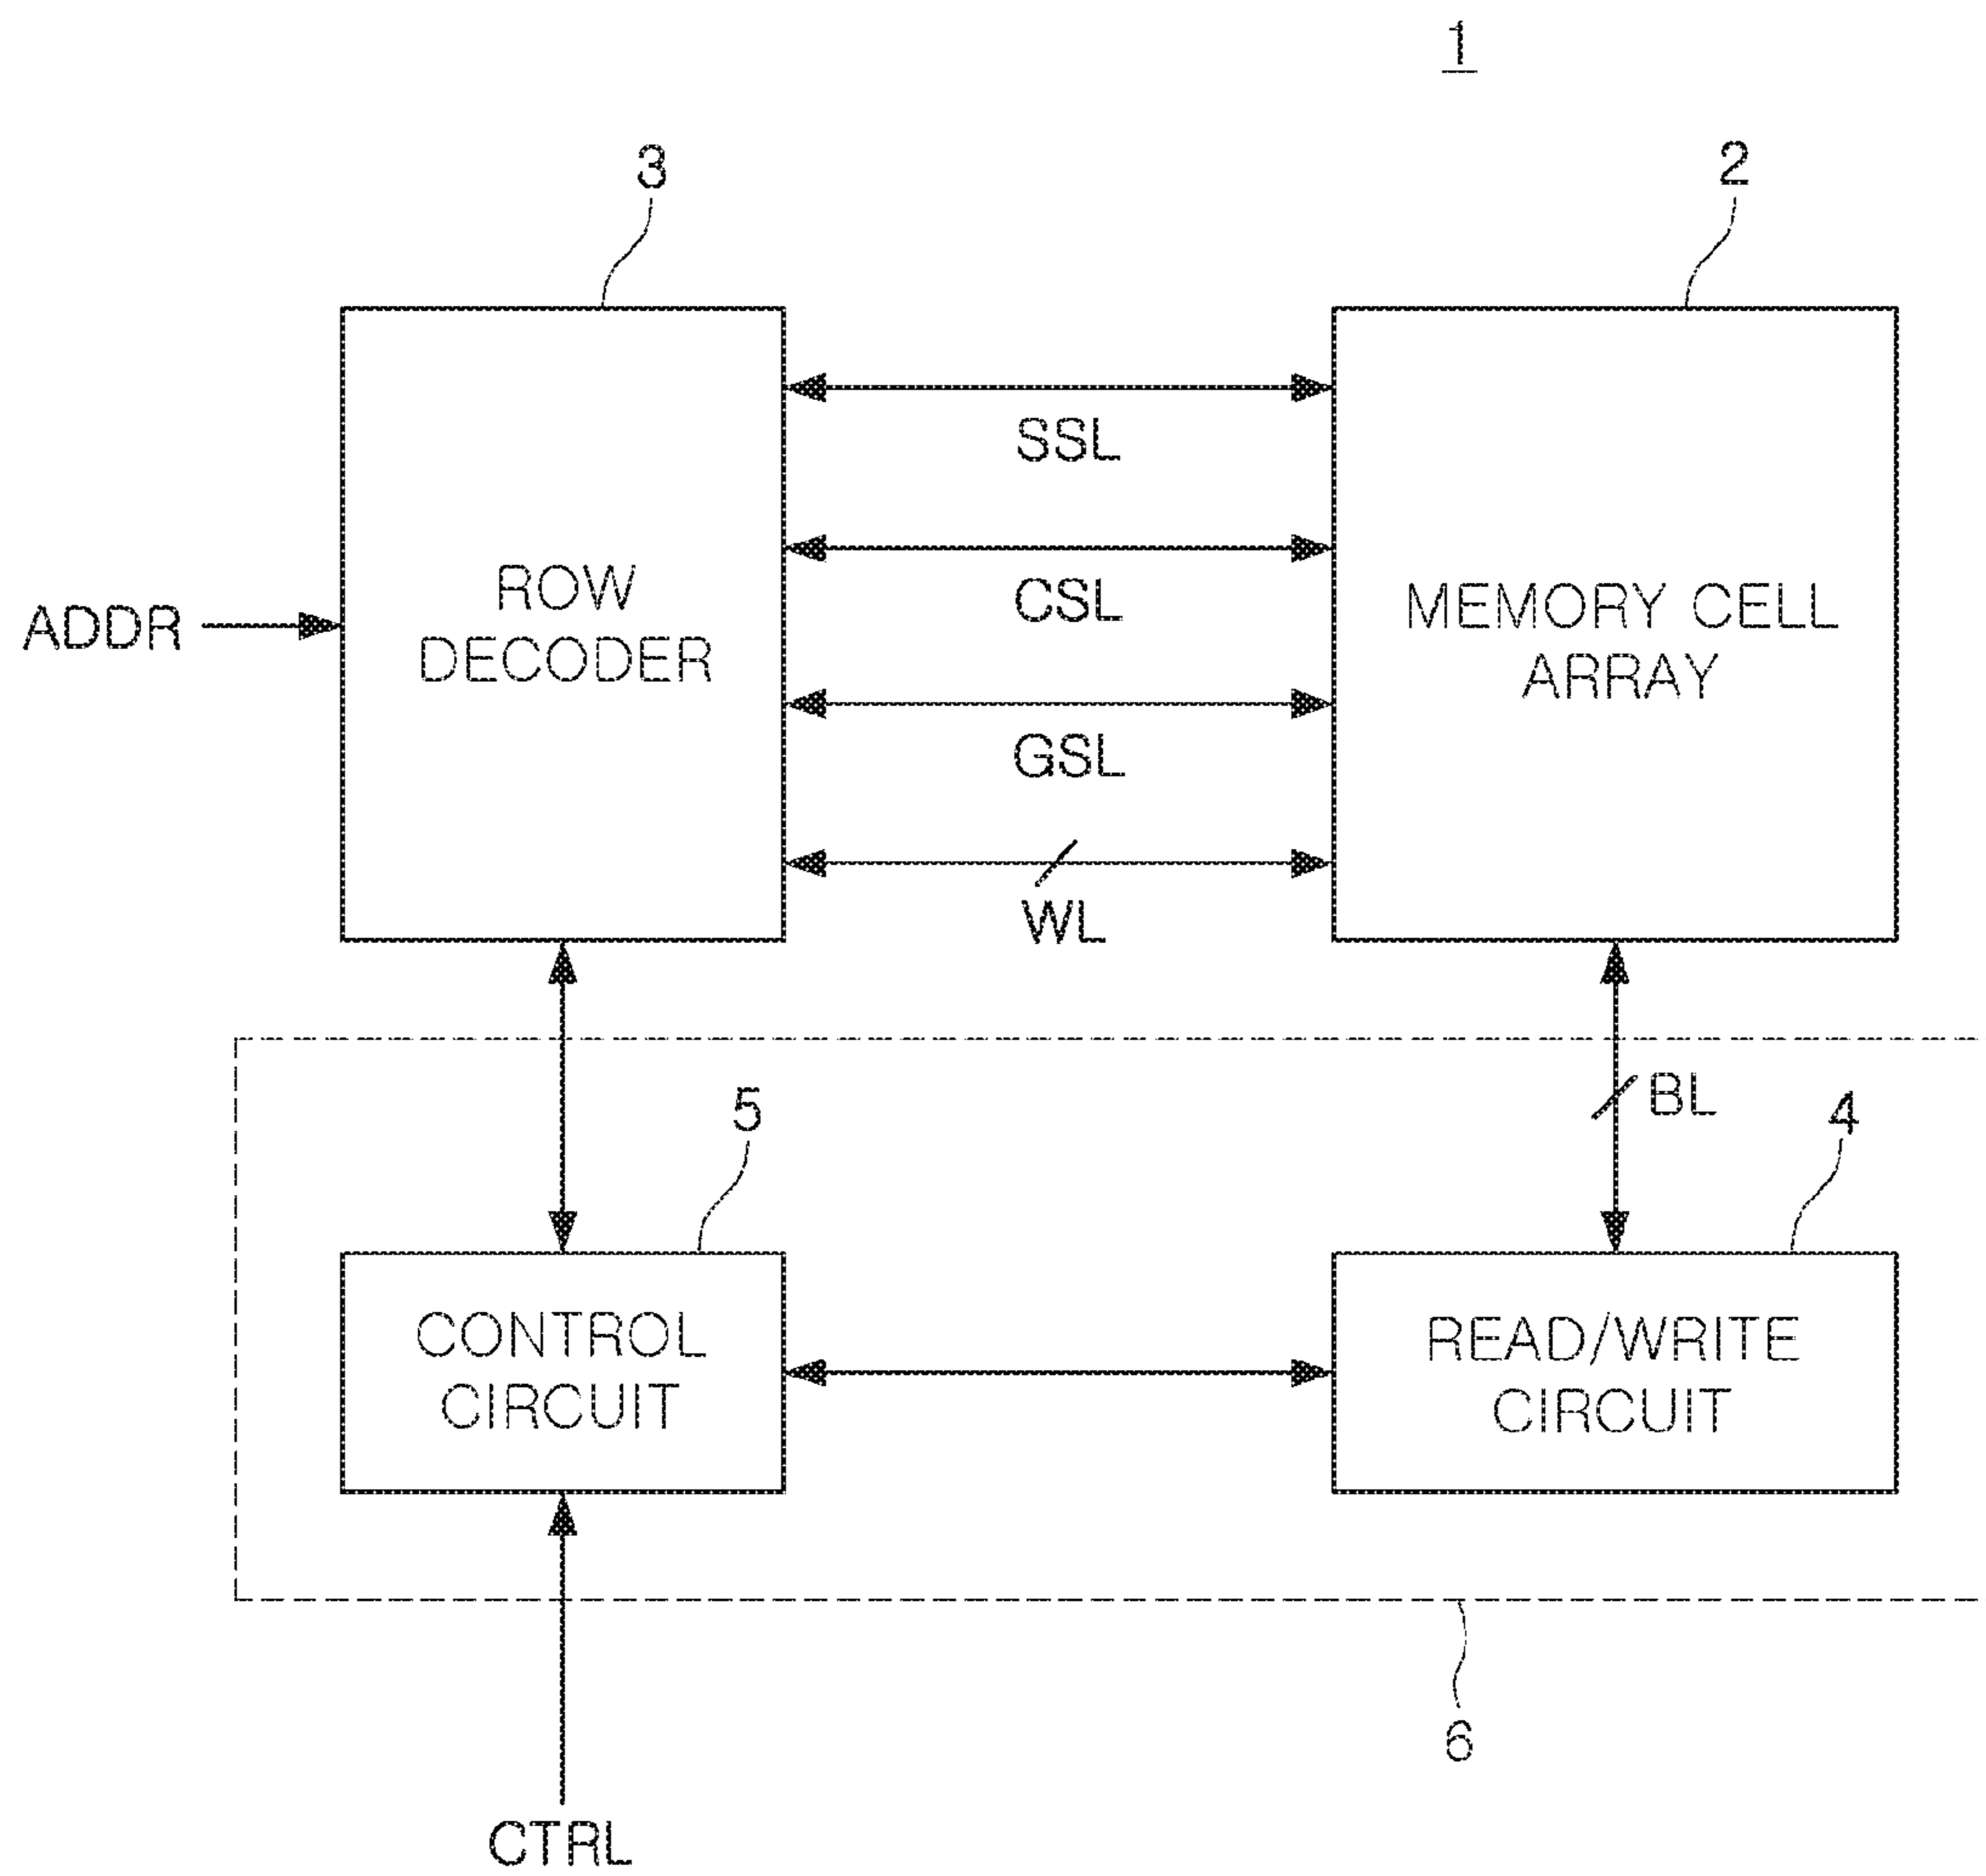 1
3
2
SSL
ROW
DECODER
CSL
MEMORY CELL
ARRAY
ADDR
GSL
WL
BL
5
4
CONTROL
CIRCUIT
READ/WRITE
CIRCUIT
6
CTRL